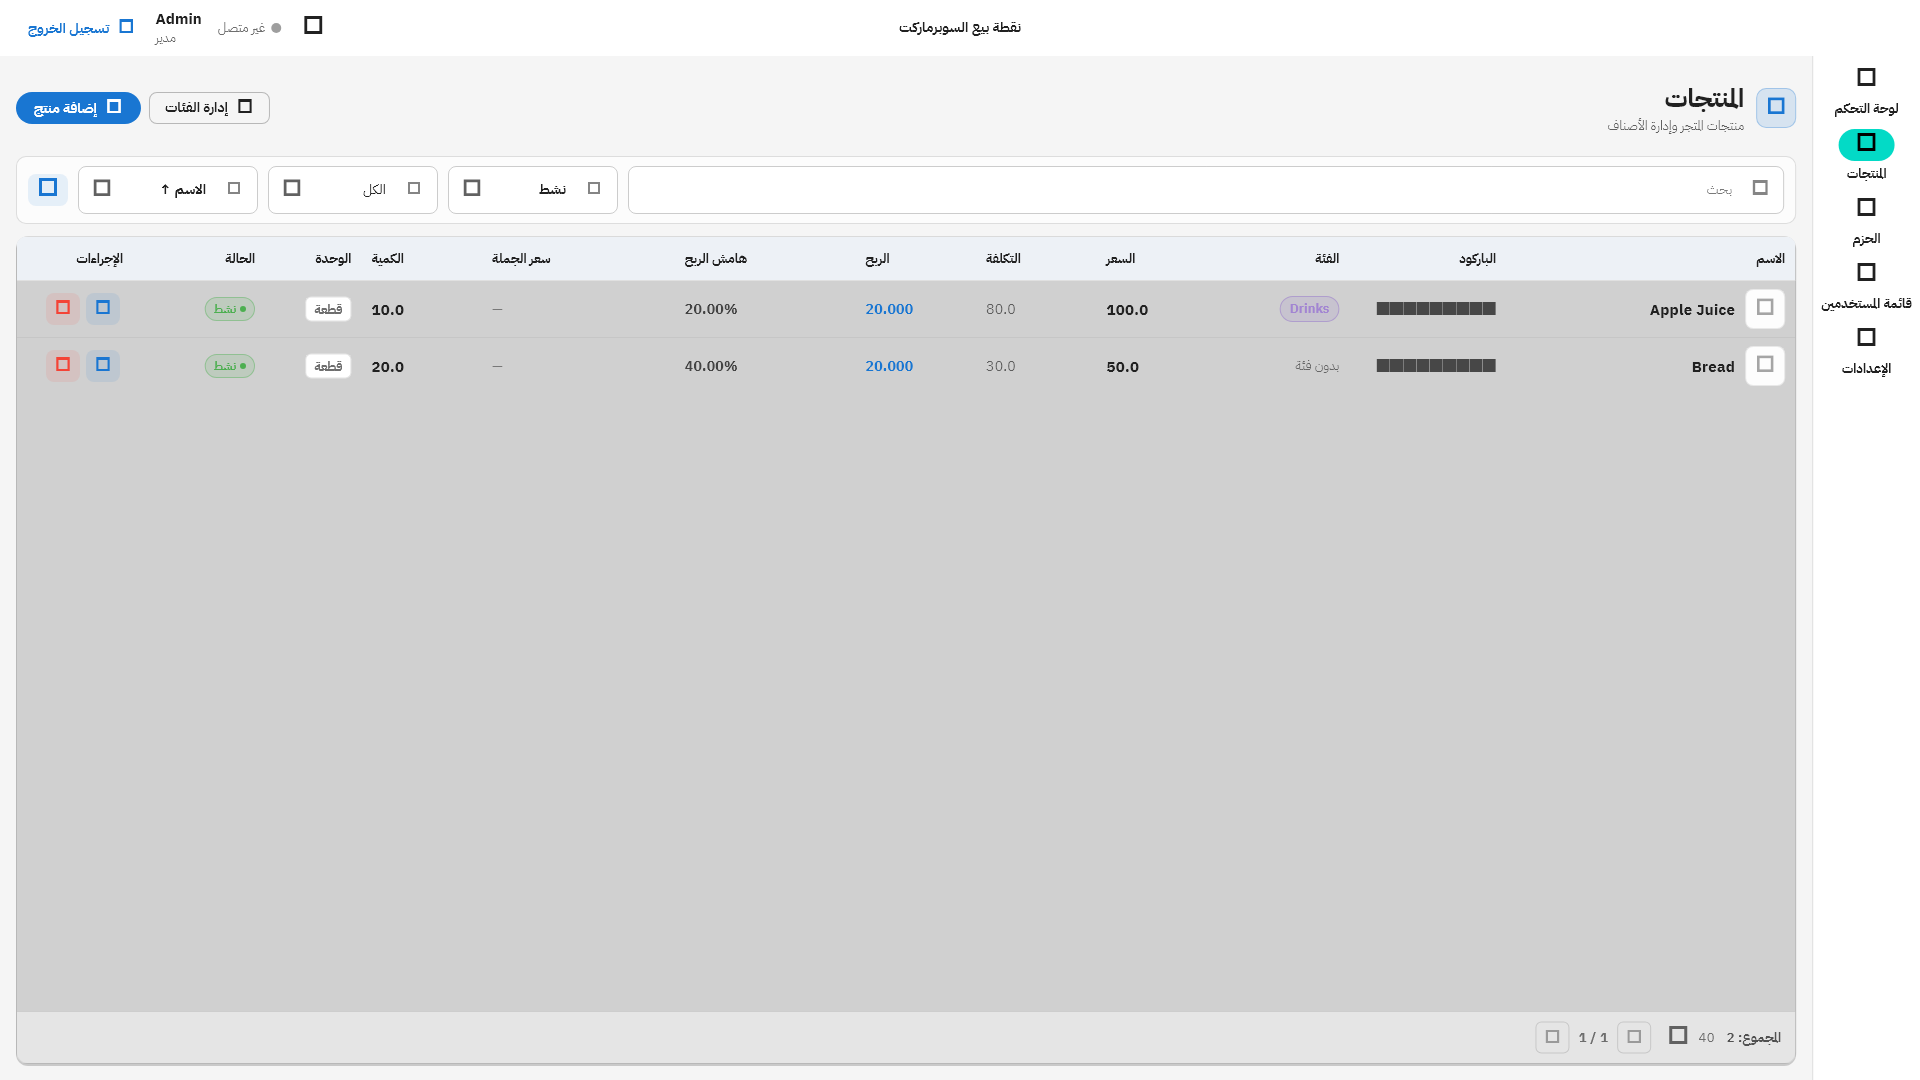 نقطة بيع السوبرماركت
غير متصل
Admin
مدير
تسجيل الخروج
لوحة التحكم
المنتجات
الحزم
قائمة المستخدمين
الإعدادات
المنتجات
منتجات المتجر وإدارة الأصناف
إدارة الفئات
إضافة منتج
بحث
نشط
الكل
الاسم ↑
الاسم الباركود الفئة السعر التكلفة الربح هامش الربح سعر الجملة الكمية الوحدة الحالة الإجراءات
Apple Juice Drinks 100.0 80.0 20.000 20.00% — 10.0 قطعة نشط
Bread بدون فئة 50.0 30.0 20.000 40.00% — 20.0 قطعة نشط
المجموع: 2 40 1 / 1